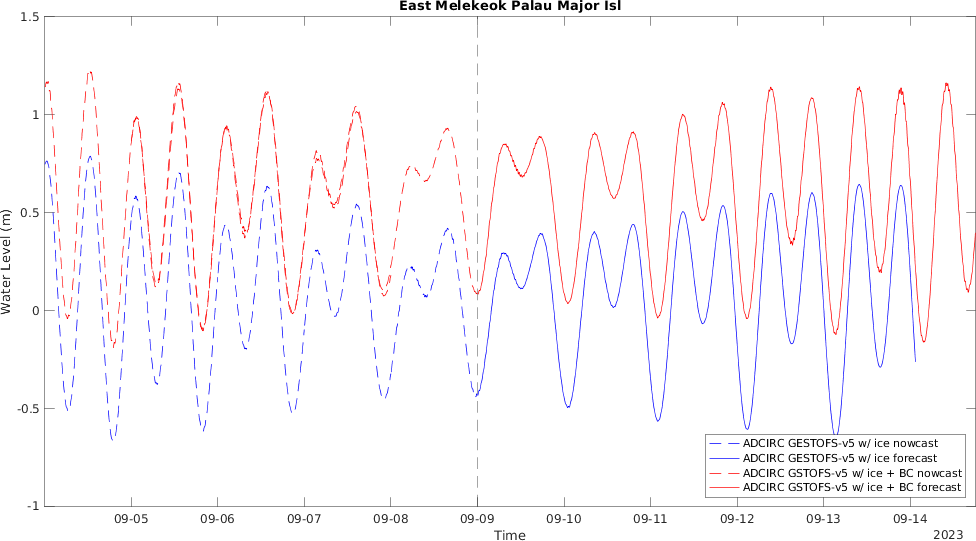 East Melekeok Palau Major Isl
1.5
1
0.5
0
-0.5
-1
Water Level (m)
ADCIRC GESTOFS-v5 w/ ice nowcast
ADCIRC GESTOFS-v5 w/ ice forecast
ADCIRC GSTOFS-v5 w/ ice + BC nowcast
ADCIRC GSTOFS-v5 w/ ice + BC forecast
09-05 09-06 09-07 09-08 09-09 09-10 09-11 09-12 09-13 09-14
Time
2023